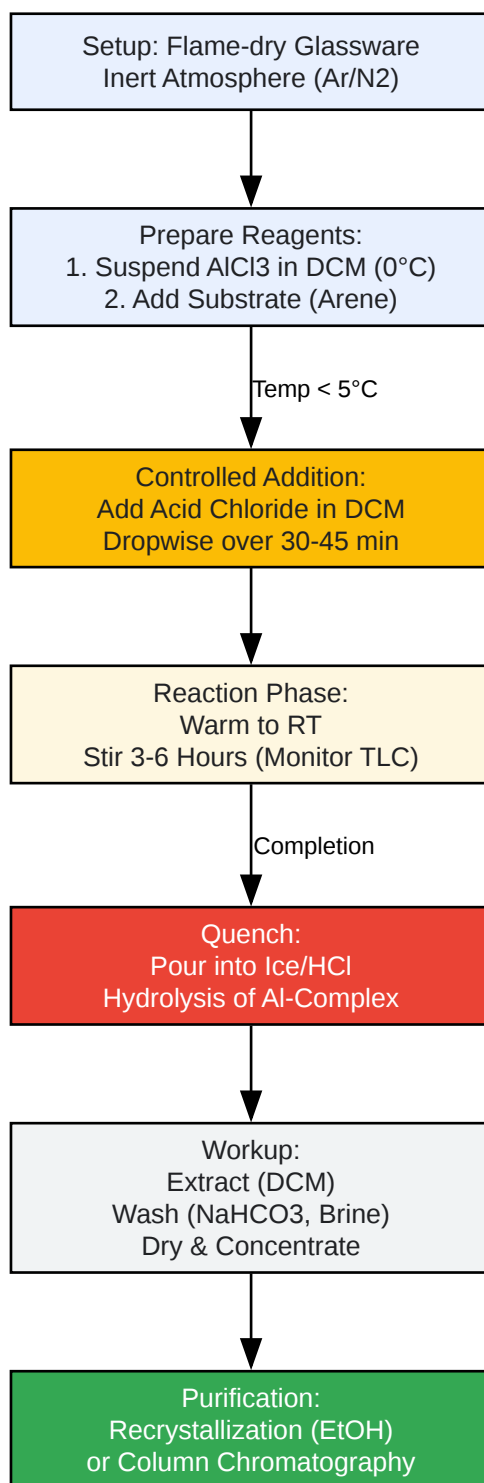 Setup: Flame-dry Glassware
Inert Atmosphere (Ar/N2)
Prepare Reagents:
1. Suspend AlCl3 in DCM (0°C)
2. Add Substrate (Arene)
Temp < 5°C
Controlled Addition:
Add Acid Chloride in DCM
Dropwise over 30-45 min
Reaction Phase:
Warm to RT
Stir 3-6 Hours (Monitor TLC)
Completion
Quench:
Pour into Ice/HCl
Hydrolysis of Al-Complex
Workup:
Extract (DCM)
Wash (NaHCO3, Brine)
Dry & Concentrate
Purification:
Recrystallization (EtOH)
or Column Chromatography